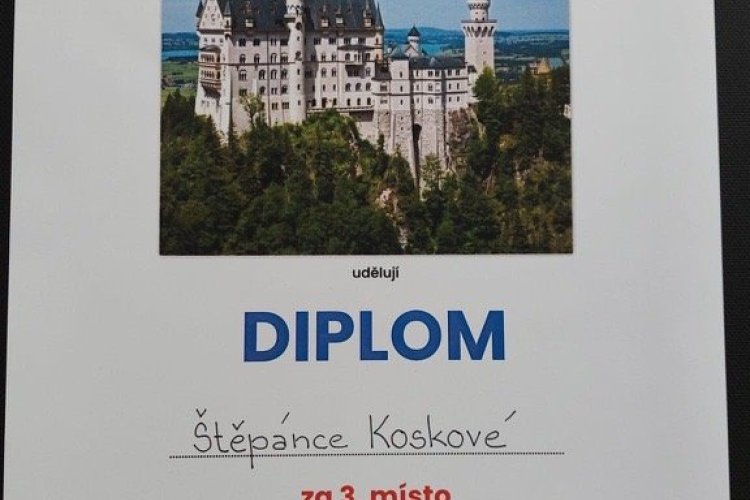 udělují
DIPLOM
Štěpánce Koskové
za 3. místo